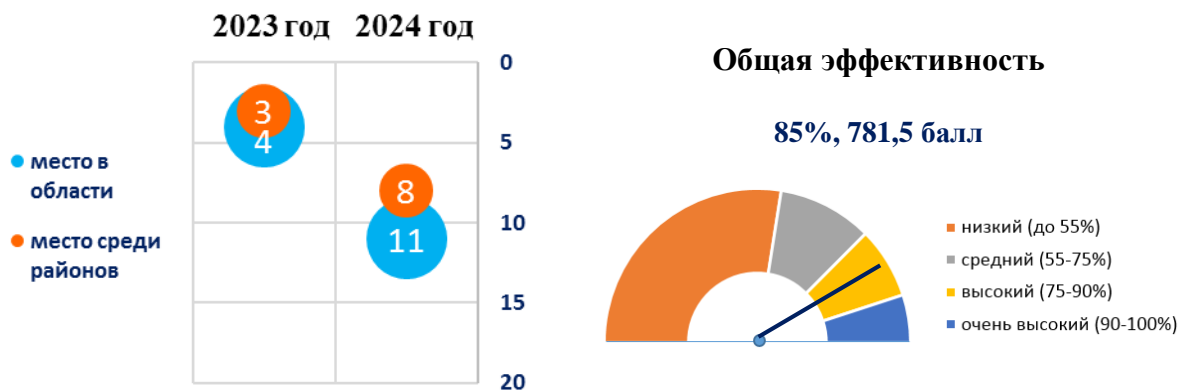 2023 год 2024 год
0
5
10
15
20
3
4
8
11
место в
области
место среди
районов
Общая эффективность
85%, 781,5 балл
низкий (до 55%)
средний (55-75%)
высокий (75-90%)
очень высокий (90-100%)